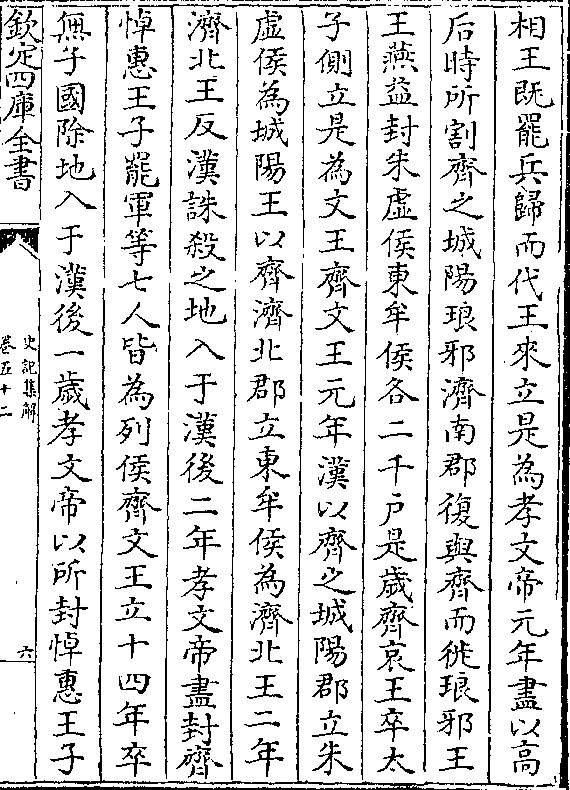 相王既罷兵歸而代王來立是為孝文帝元年盡以高
后時所割齊之城陽琅邪濟南郡復與齊而徙琅邪王
王燕益封朱虚侯東牟侯各二千户是歲齊哀王卒太
子側立是為文王齊文王元年漢以齊之城陽郡立朱
虚侯為城陽王以齊濟北郡立東牟侯為濟北王二年
濟北王反漢誅殺之地入于漢後二年孝文帝盡封齊
悼惠王子罷軍等七人皆為列侯齊文王立十四年卒
無子國除地入于漢後一歲孝文帝以所封悼惠王子
欽定四庫全書
史記集解
卷五十二
六